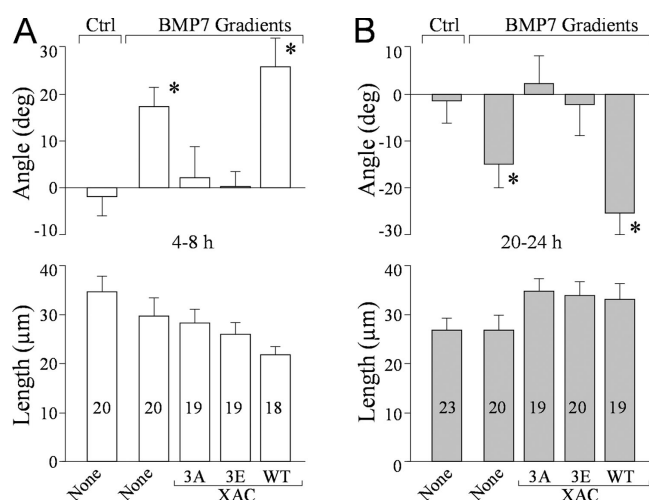 A
Ctrl BMP7 Gradients
Angle (deg)
30
20
10
0
-10
*
*
4-8 h
Length (µm)
40
30
20
10
0
20 20 19 19 18
None None 3A 3E WT
XAC
B
Ctrl BMP7 Gradients
Angle (deg)
20
10
0
-10
-20
-30
*
*
20-24 h
Length (µm)
40
30
20
10
0
23 20 19 20 19
None None 3A 3E WT
XAC